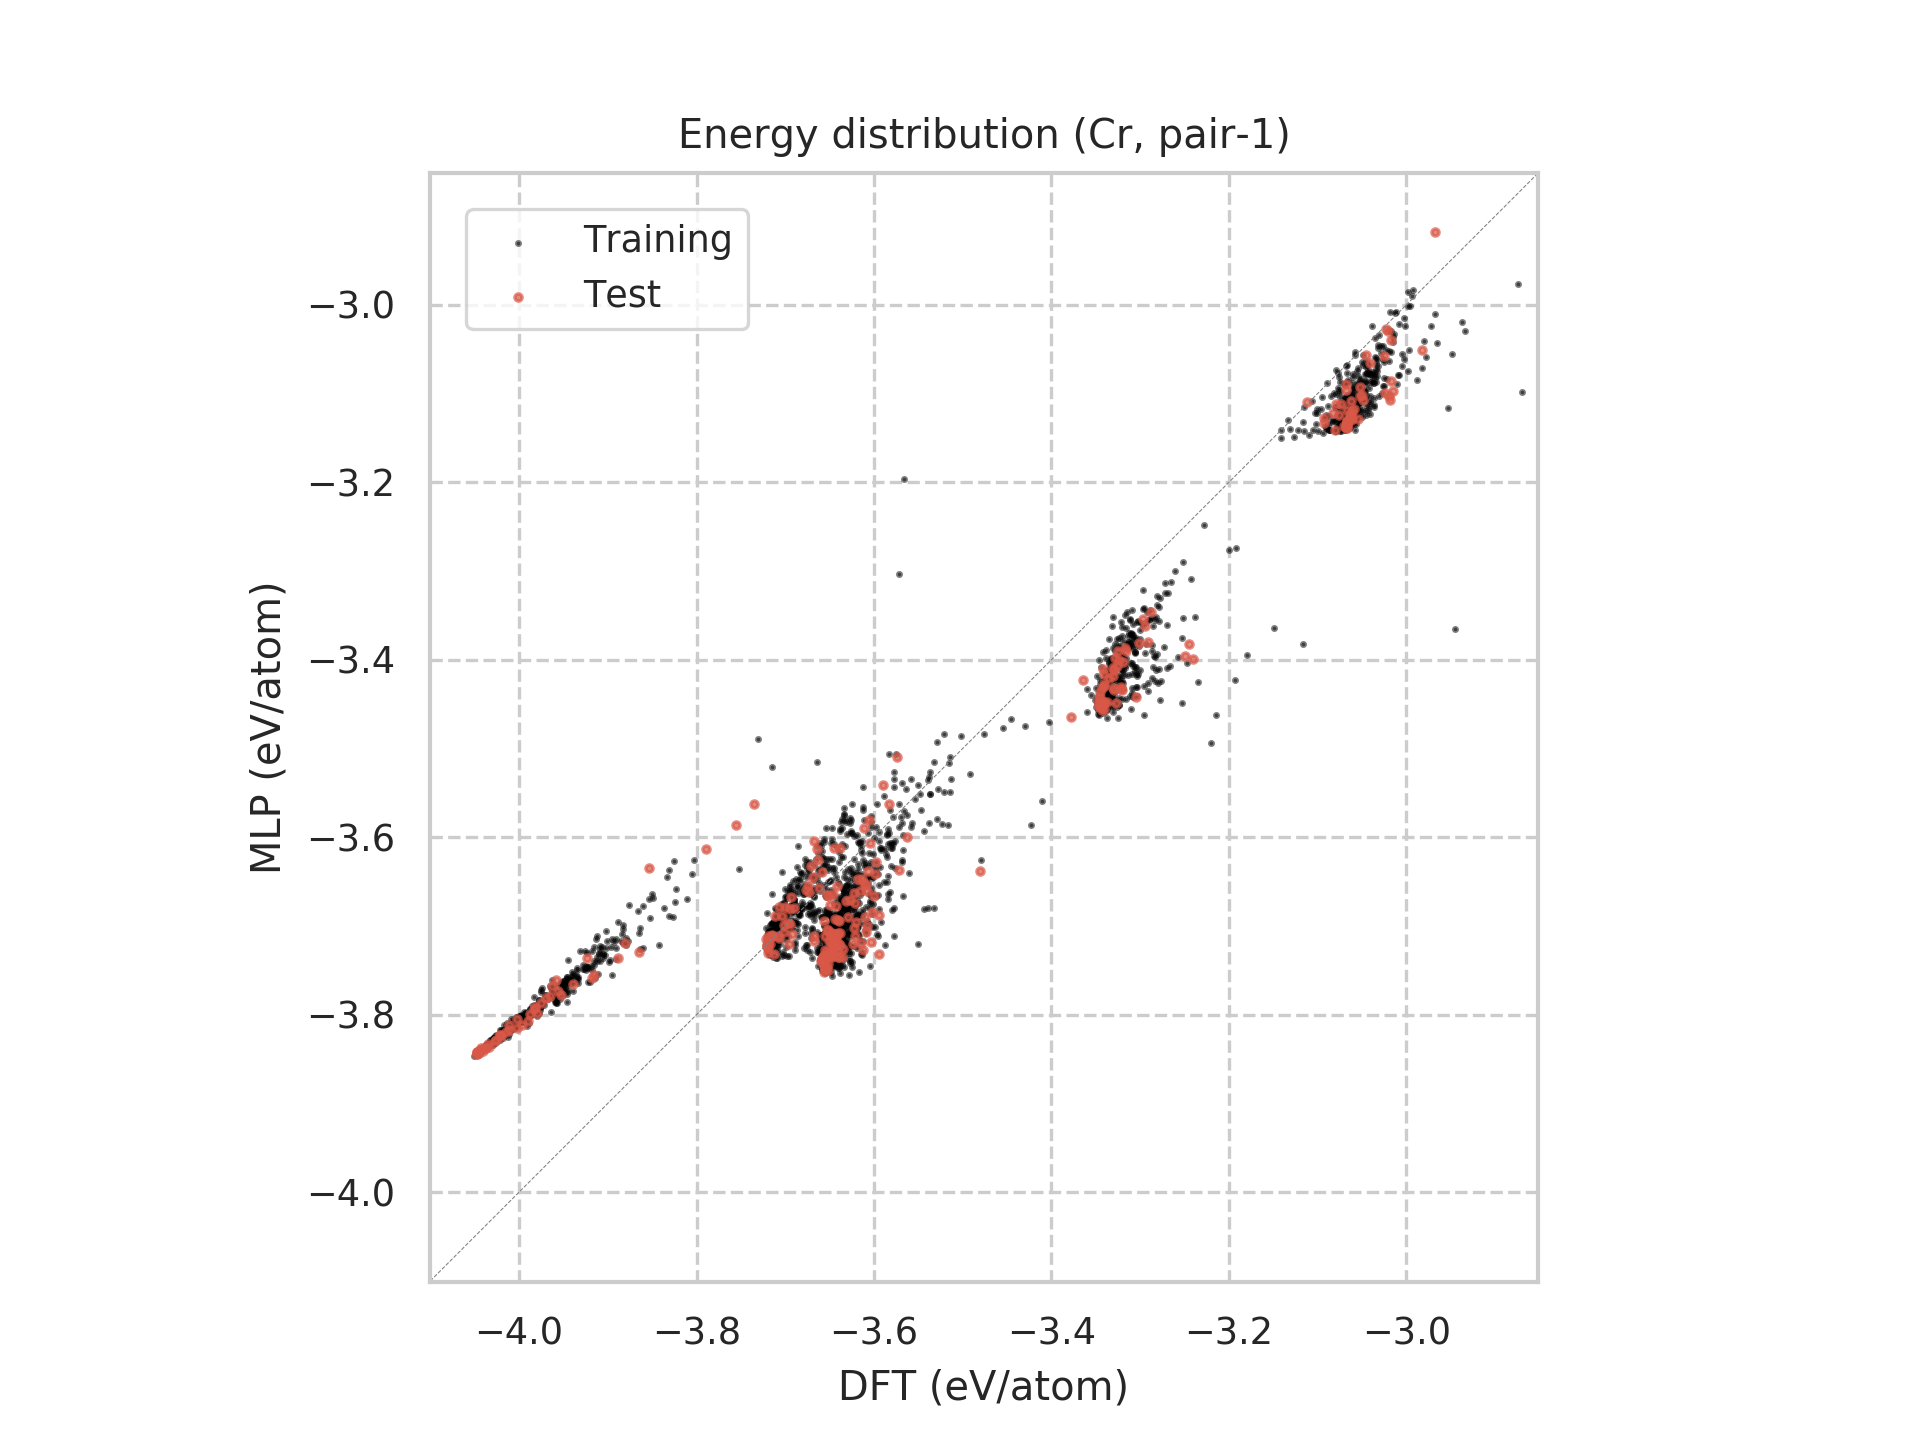 Energy distribution (Cr, pair-1)
Training
Test
−3.0
−3.2
−3.4
−3.6
−3.8
−4.0
MLP (eV/atom)
−4.0 −3.8 −3.6 −3.4 −3.2 −3.0
DFT (eV/atom)